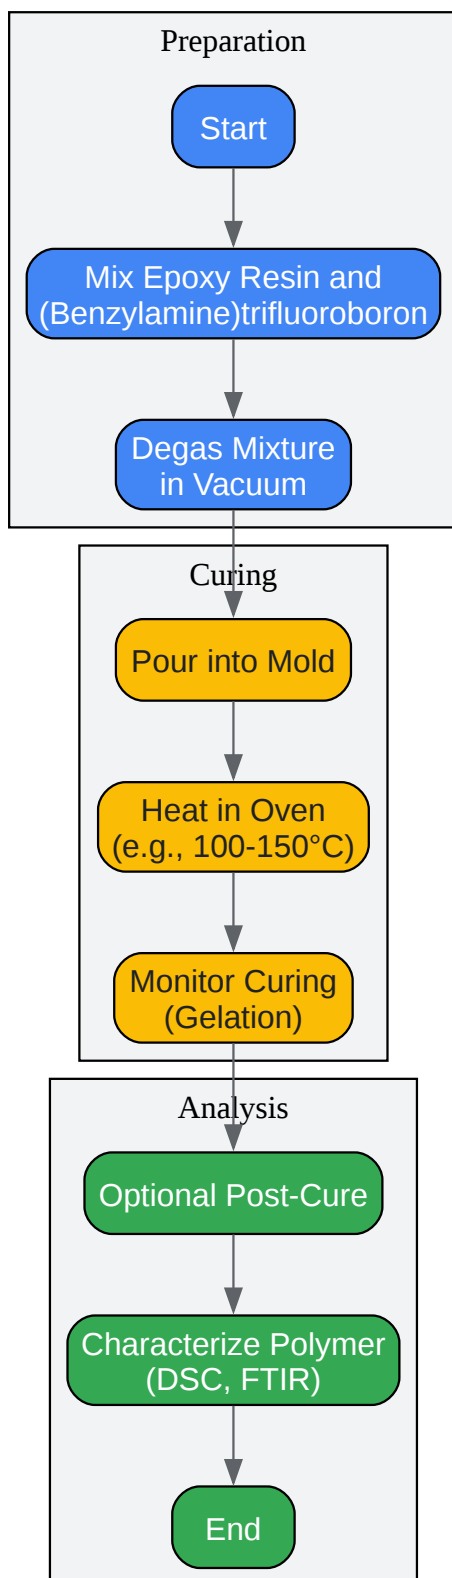 Preparation
Start
Mix Epoxy Resin and
(Benzylamine)trifluoroboron
Degas Mixture
in Vacuum
Curing
Pour into Mold
Heat in Oven
(e.g., 100-150°C)
Monitor Curing
(Gelation)
Analysis
Optional Post-Cure
Characterize Polymer
(DSC, FTIR)
End